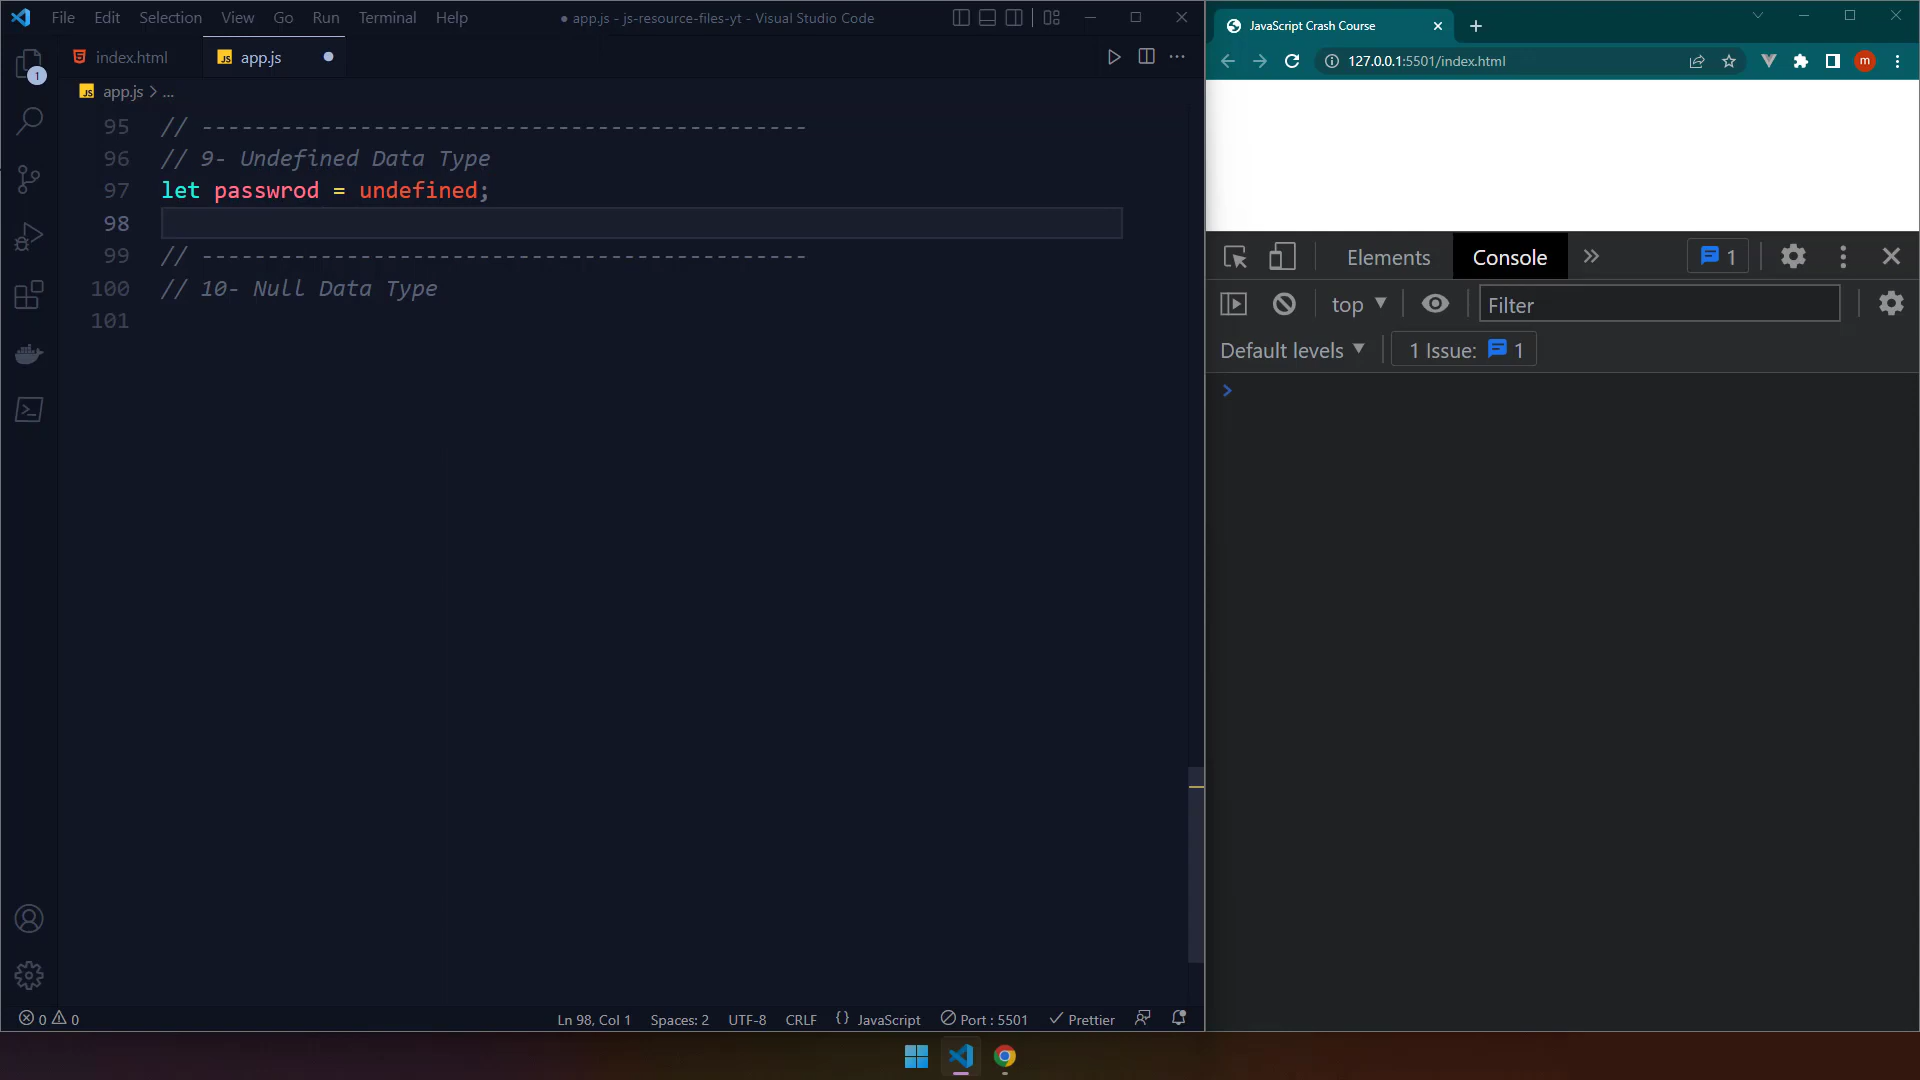 File Edit Selection View Go Run Terminal Help
● app.js - js-resource-files-yt - Visual Studio Code
1
index.html
JS app.js
JS app.js > ...
95 // ----------------------------------------------
96 // 9- Undefined Data Type
97 let passwrod = undefined;
98
99 // ----------------------------------------------
100 // 10- Null Data Type
101
0 0
Ln 98, Col 1 Spaces: 2 UTF-8 CRLF {} JavaScript Port : 5501 Prettier
JavaScript Crash Course
127.0.0.1:5501/index.html
m
Elements Console 1
top Filter
Default levels 1 Issue: 1